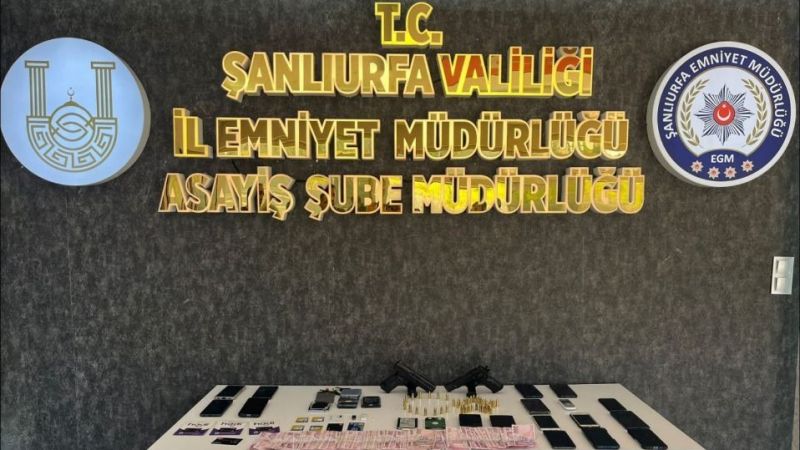 T.C.
ŞANLIURFA VALİLİĞİ
İL EMNİYET MÜDÜRLÜĞÜ
ASAYİŞ ŞUBE MÜDÜRLÜĞÜ
ŞANLIURFA EMNİYET MÜDÜRLÜĞÜ
EGM